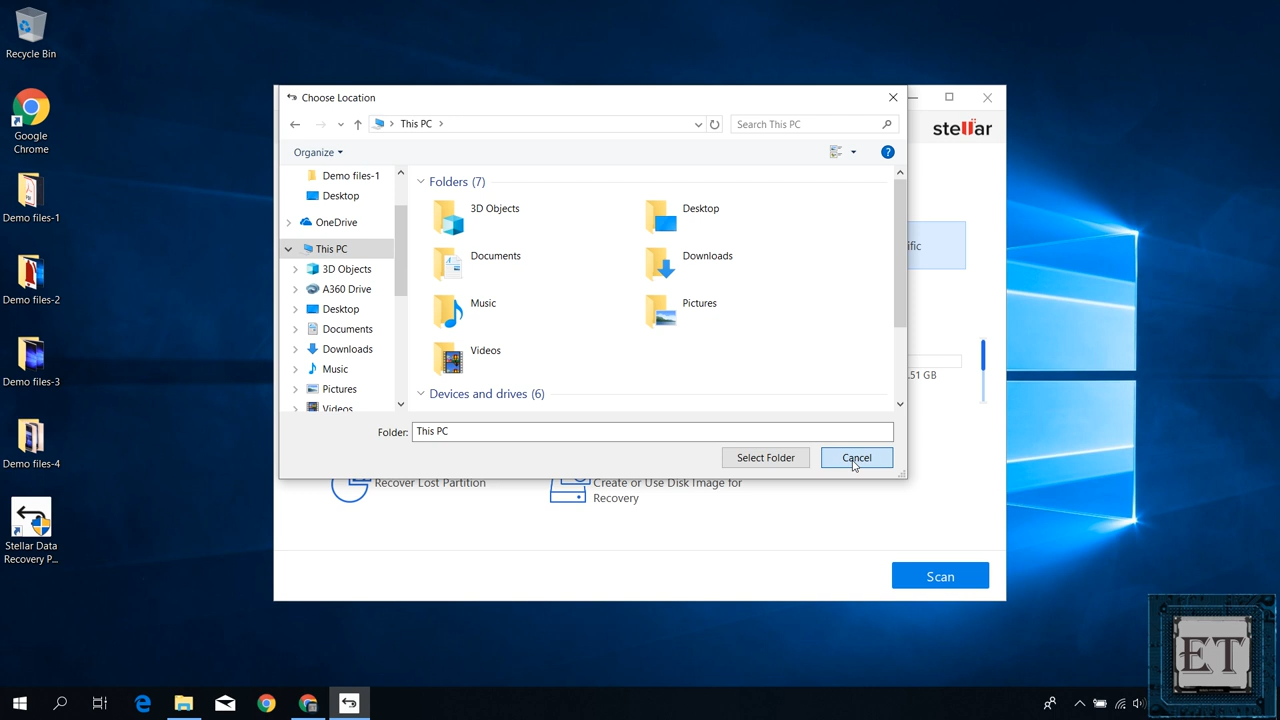 Recycle Bin
Google
Chrome
Demo files-1
Demo files-2
Demo files-3
Demo files-4
Stellar Data
Recovery P...
Choose Location
This PC
Search This PC
Organize
Demo files-1
Desktop
OneDrive
This PC
3D Objects
A360 Drive
Desktop
Documents
Downloads
Music
Pictures
Videos
Folders (7)
3D Objects
Desktop
Documents
Downloads
Music
Pictures
Videos
Devices and drives (6)
Folder:
This PC
Select Folder
Cancel
stellar
ific
.51 GB
Recover Lost Partition
Create or Use Disk Image for
Recovery
Scan
ET